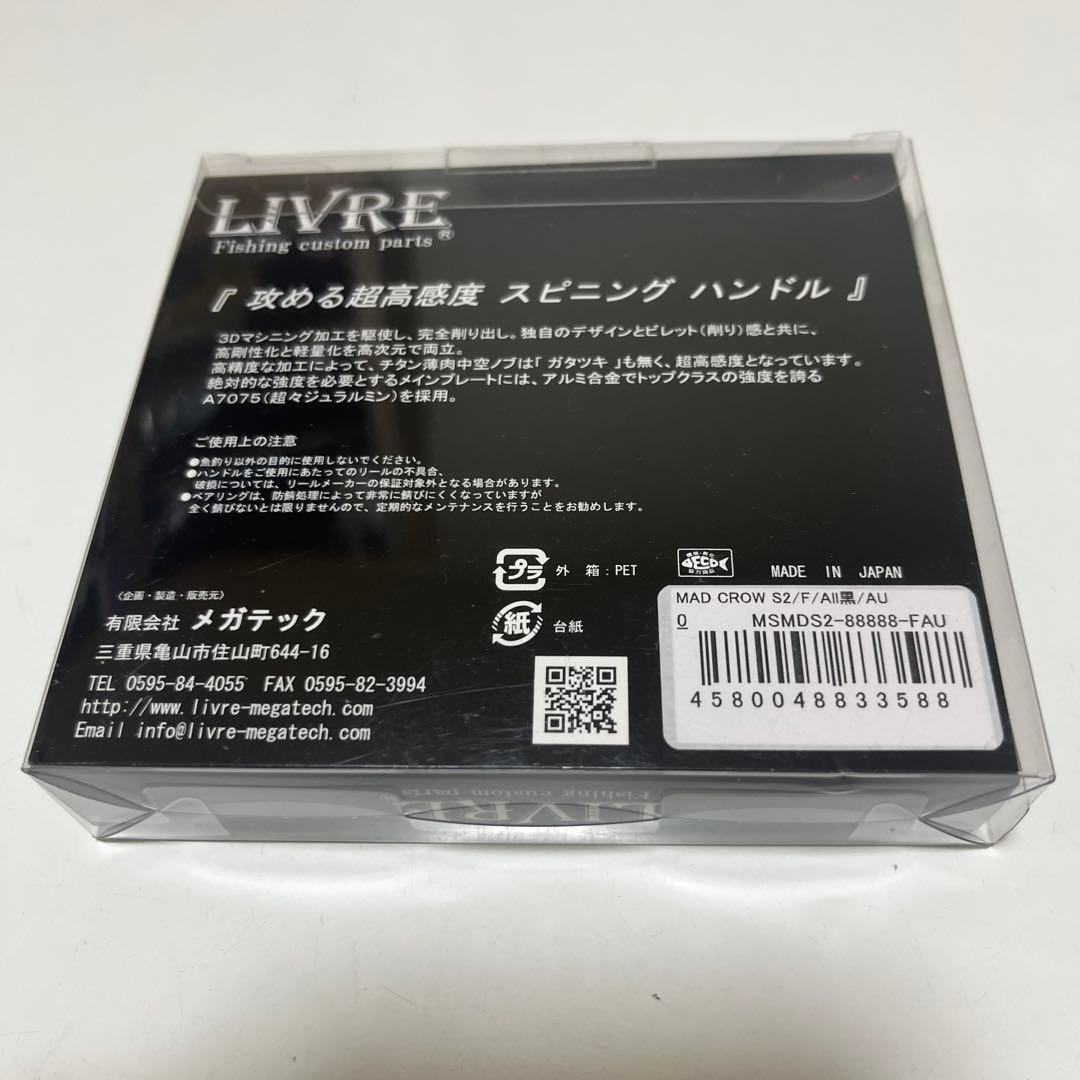 LIVRE
Fishing custom parts®
『 攻める超高感度 スピニング ハンドル 』
3Dマシニング加工を駆使し、完全削り出し。独自のデザインとビレット(削り)感と共に、
高剛性化と軽量化を高次元で両立。
高精度な加工によって、チタン薄肉中空ノブは「 ガタツキ 」も無く、超高感度となっています。
絶対的な強度を必要とするメインプレートには、アルミ合金でトップクラスの強度を誇る
A7075(超々ジュラルミン)を採用。
ご使用上の注意
●魚釣り以外の目的に使用しないでください。
●ハンドルをご使用にあたってのリールの不具合、
破損については、リールメーカーの保証対象外となる場合があります。
●ベアリングは、防錆処理によって非常に錆びにくくなっていますが
全く錆びないとは限りませんので、定期的なメンテナンスを行うことをお勧めします。
プラ 外 箱:PET
紙 台紙
ECO
MADE IN JAPAN
〈企画・製造・販売元〉
有限会社 メガテック
三重県亀山市住山町644-16
TEL 0595-84-4055 FAX 0595-82-3994
http://www.livre-megatech.com
Email info@livre-megatech.com
MAD CROW S2/F/All黒/AU
0 MSMDS2-88888-FAU
4580048833588
LIVRE
Fishing custom parts
LIVRE